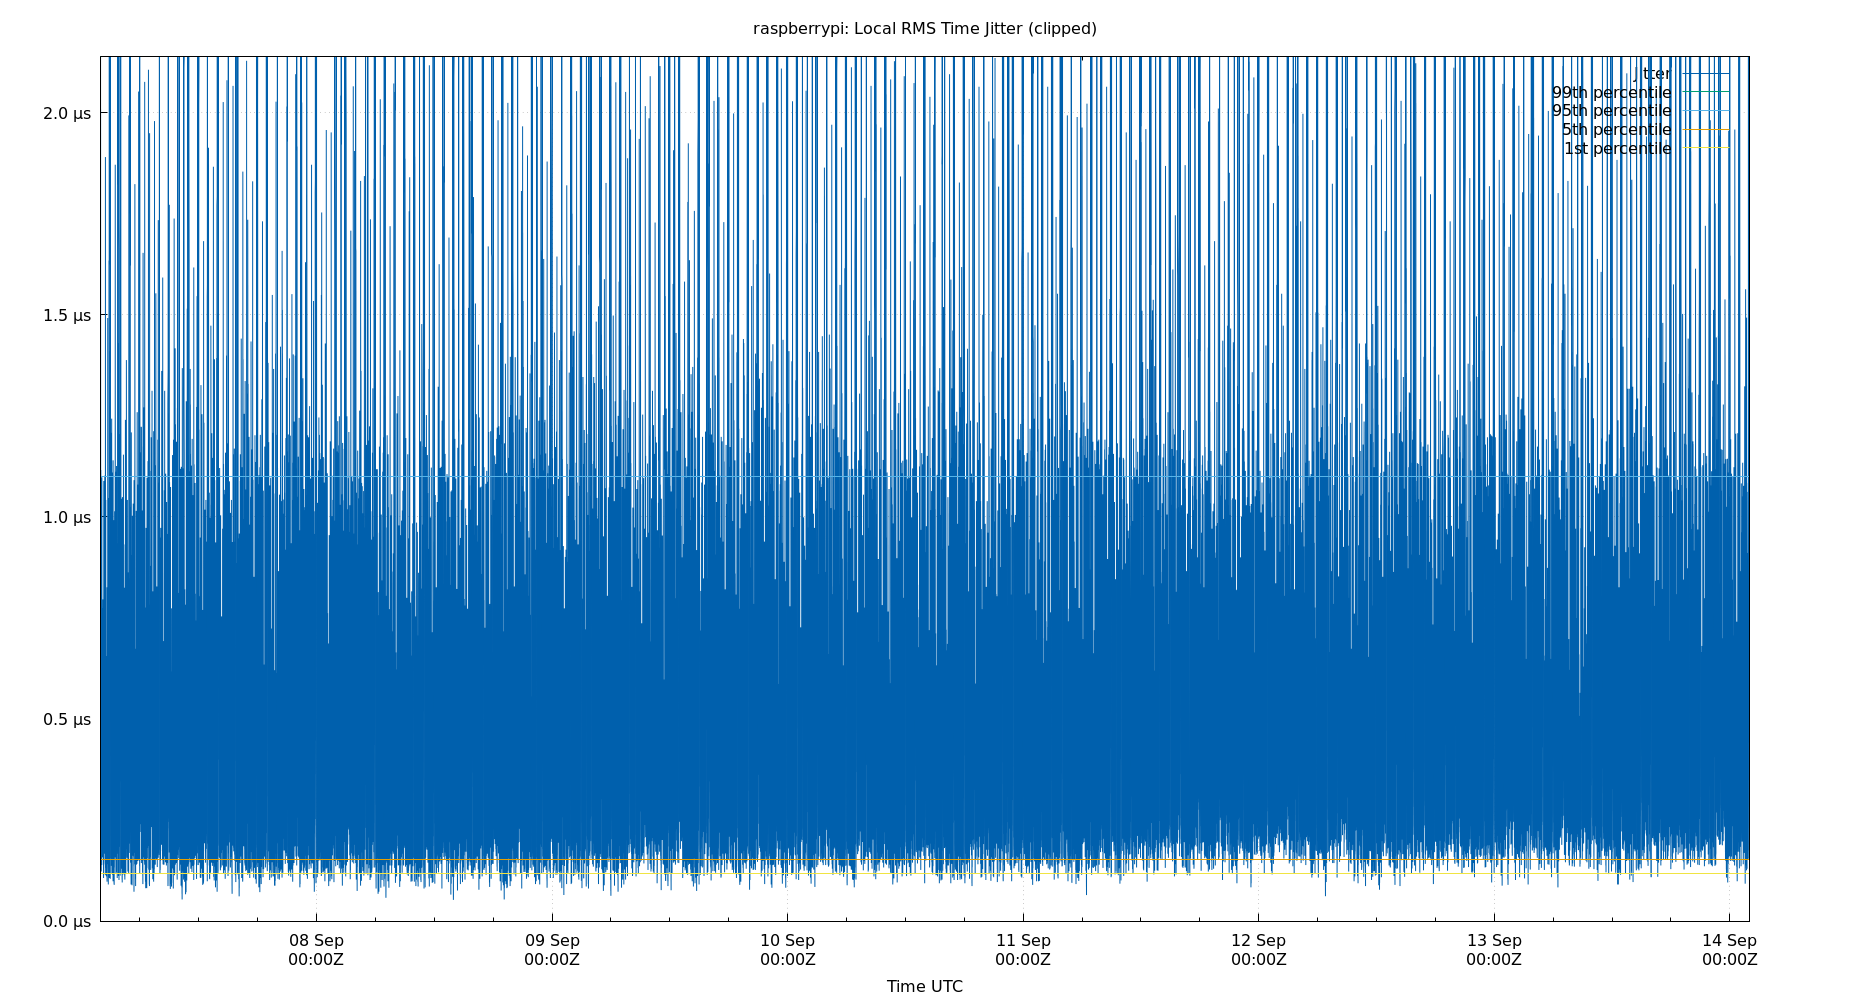 raspberrypi: Local RMS Time Jitter (clipped)
Jitter
99th percentile
95th percentile
5th percentile
1st percentile
2.0 µs
1.5 µs
1.0 µs
0.5 µs
0.0 µs
08 Sep 09 Sep 10 Sep 11 Sep 12 Sep 13 Sep 14 Sep
00:00Z 00:00Z 00:00Z 00:00Z 00:00Z 00:00Z 00:00Z
Time UTC